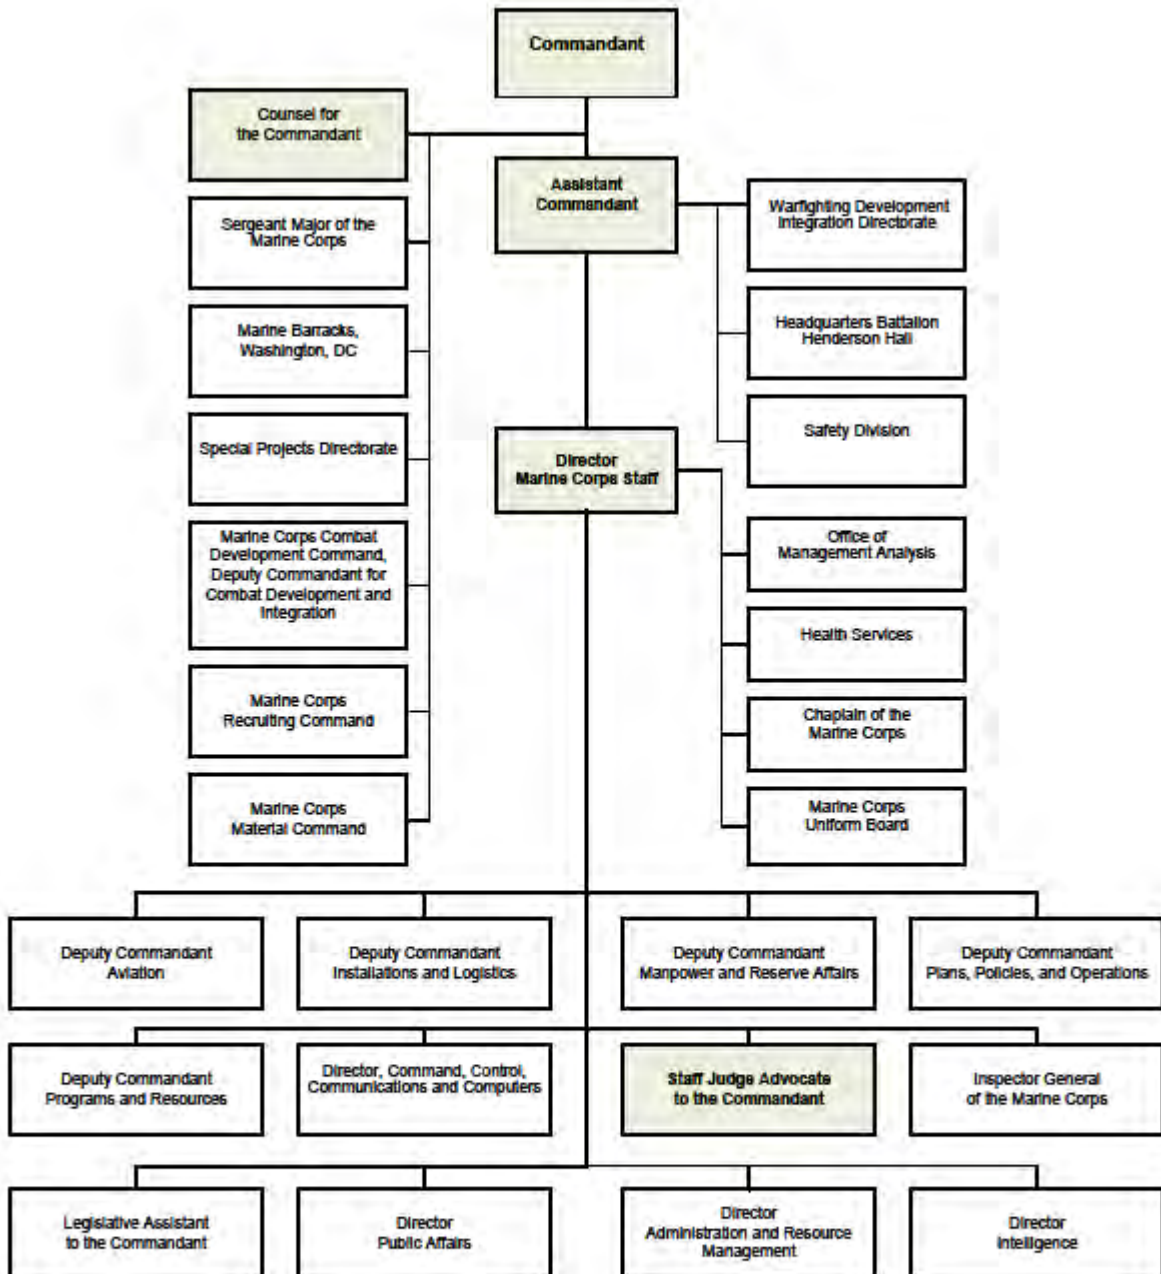 Commandant
Counsel for
the Commandant
Assistant
Commandant
Warfighting Development
Integration Directorate
Sergeant Major of the
Marine Corps
Headquarters Battalion
Henderson Hall
Marine Barracks,
Washington, DC
Safety Division
Special Projects Directorate
Director
Marine Corps Staff
Marine Corps Combat
Development Command,
Deputy Commandant for
Combat Development and
Integration
Office of
Management Analysis
Health Services
Marine Corps
Recruiting Command
Chaplain of the
Marine Corps
Marine Corps
Material Command
Marine Corps
Uniform Board
Deputy Commandant
Aviation
Deputy Commandant
Installations and Logistics
Deputy Commandant
Manpower and Reserve Affairs
Deputy Commandant
Plans, Policies, and Operations
Deputy Commandant
Programs and Resources
Director, Command, Control,
Communications and Computers
Staff Judge Advocate
to the Commandant
Inspector General
of the Marine Corps
Legislative Assistant
to the Commandant
Director
Public Affairs
Director
Administration and Resource
Management
Director
Intelligence